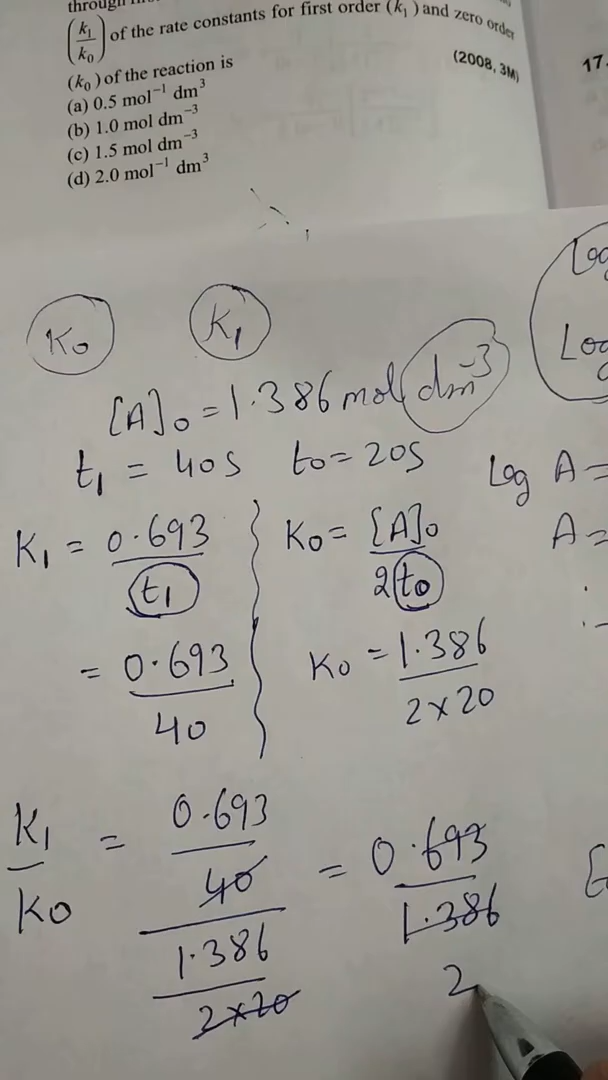 through
(k₁/k₀) of the rate constants for first order (k₁) and zero order
(k₀) of the reaction is
(2008, 3M)
(a) 0.5 mol⁻¹ dm³
(b) 1.0 mol dm⁻³
(c) 1.5 mol dm⁻³
(d) 2.0 mol⁻¹ dm³
17.
K₀ K₁
Log
Log
[A]₀ = 1.386 mol dm⁻³
t₁ = 40s t₀ = 20s
Log A =
A =
K₁ = 0.693/t₁
K₀ = [A]₀/2t₀
= 0.693/40
K₀ = 1.386/2×20
K₁/K₀ = (0.693/40)/(1.386/2×20) = 0.693/1.386
2